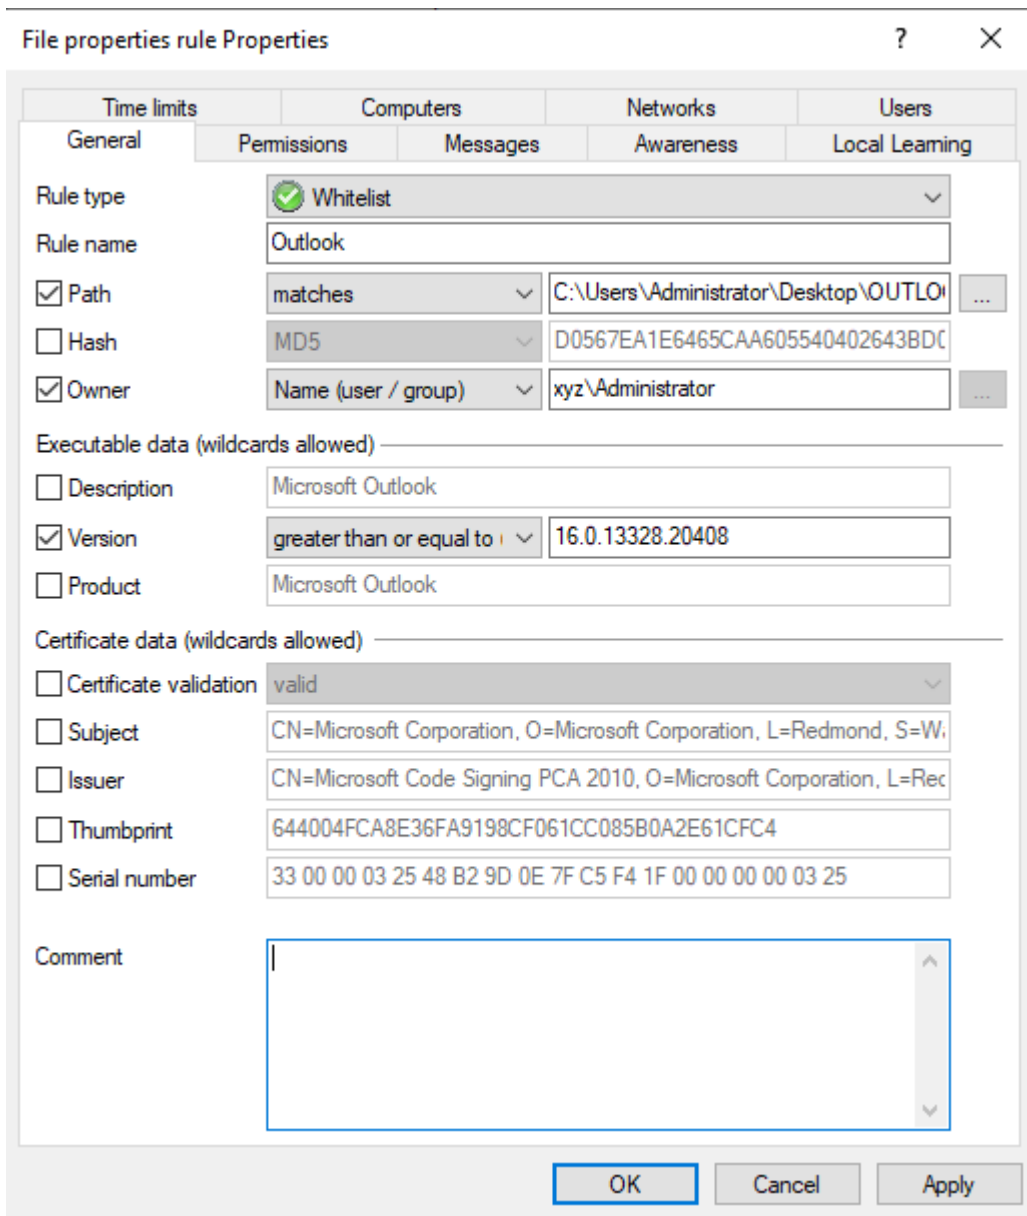 File properties rule Properties ?
Time limits Computers Networks Users
General Permissions Messages Awareness Local Learning
Rule type Whitelist
Rule name Outlook
Path matches C:\Users\Administrator\Desktop\OUTLO ...
Hash MD5 D0567EA1E6465CAA605540402643BD
Owner Name (user / group) xyz\Administrator ...
Executable data (wildcards allowed)
Description Microsoft Outlook
Version greater than or equal to 16.0.13328.20408
Product Microsoft Outlook
Certificate data (wildcards allowed)
Certificate validation valid
Subject CN=Microsoft Corporation, O=Microsoft Corporation, L=Redmond, S=W
Issuer CN=Microsoft Code Signing PCA 2010, O=Microsoft Corporation, L=Red
Thumbprint 644004FCA8E36FA9198CF061CC085B0A2E61CFC4
Serial number 33 00 00 03 25 48 B2 9D 0E 7F C5 F4 1F 00 00 00 00 03 25
Comment
OK Cancel Apply